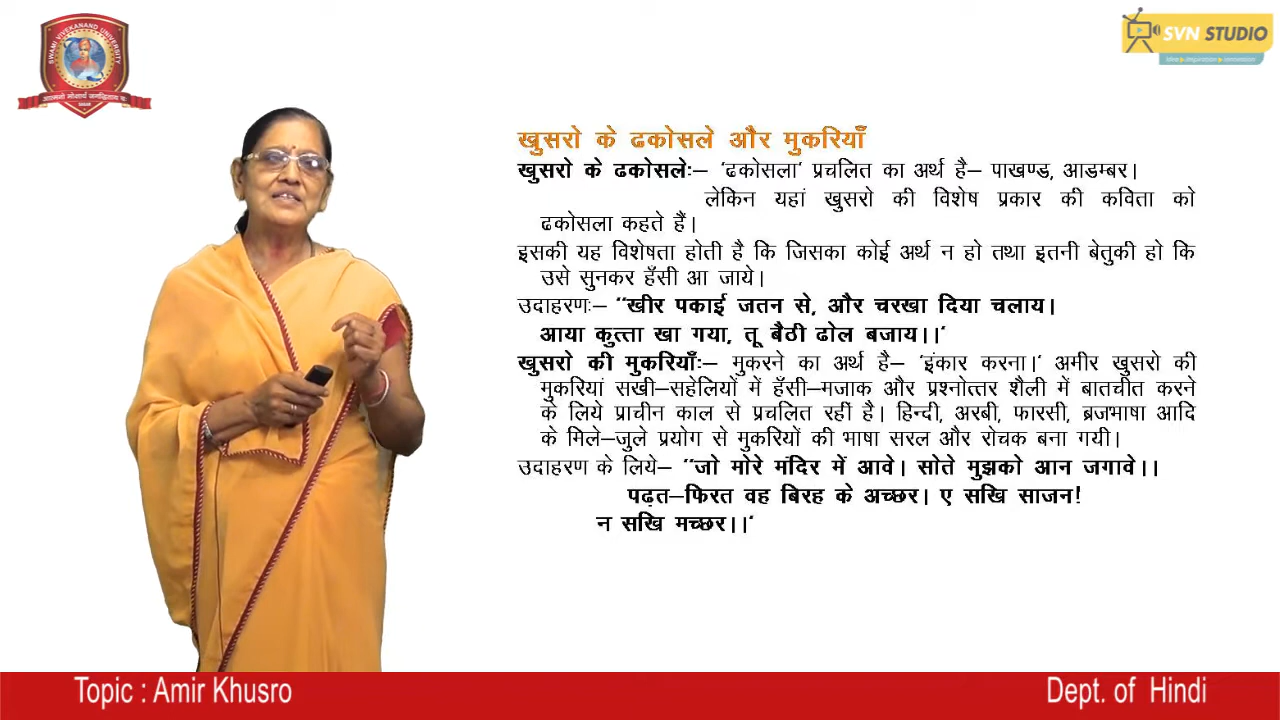 SWAMI VIVEKANAND UNIVERSITY
SVN STUDIO
खुसरो के ढकोसले और मुकरियाँ
खुसरो के ढकोसलेः– ‘ढकोसला‘ प्रचलित का अर्थ है– पाखण्ड, आडम्बर।
लेकिन यहां खुसरो की विशेष प्रकार की कविता को
ढकोसला कहते हैं।
इसकी यह विशेषता होती है कि जिसका कोई अर्थ न हो तथा इतनी बेतुकी हो कि
उसे सुनकर हँसी आ जाये।
उदाहरणः– ‘‘खीर पकाई जतन से, और चरखा दिया चलाय।
आया कुत्ता खा गया, तू बैठी ढोल बजाय।।‘
खुसरो की मुकरियाँः– मुकरने का अर्थ है– ‘इंकार करना।‘ अमीर खुसरो की
मुकरियां सखी–सहेलियों में हँसी–मजाक और प्रश्नोत्तर शैली में बातचीत करने
के लिये प्राचीन काल से प्रचलित रहीं है। हिन्दी, अरबी, फारसी, ब्रजभाषा आदि
के मिले–जुले प्रयोग से मुकरियों की भाषा सरल और रोचक बना गयी।
उदाहरण के लिये– ‘‘जो मोरे मंदिर में आवे। सोते मुझको आन जगावे।।
पढ़त–फिरत वह बिरह के अच्छर। ए सखि साजन!
न सखि मच्छर।।‘
Topic : Amir Khusro
Dept. of Hindi